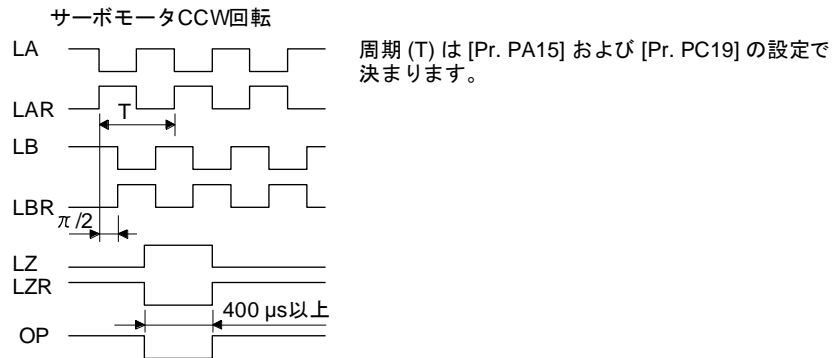 サーボモータCCW回転
LA
周期 (T) は [Pr. PA15] および [Pr. PC19] の設定で
決まります。
LAR
T
LB
LBR
π/2
LZ
LZR
400 μs以上
OP